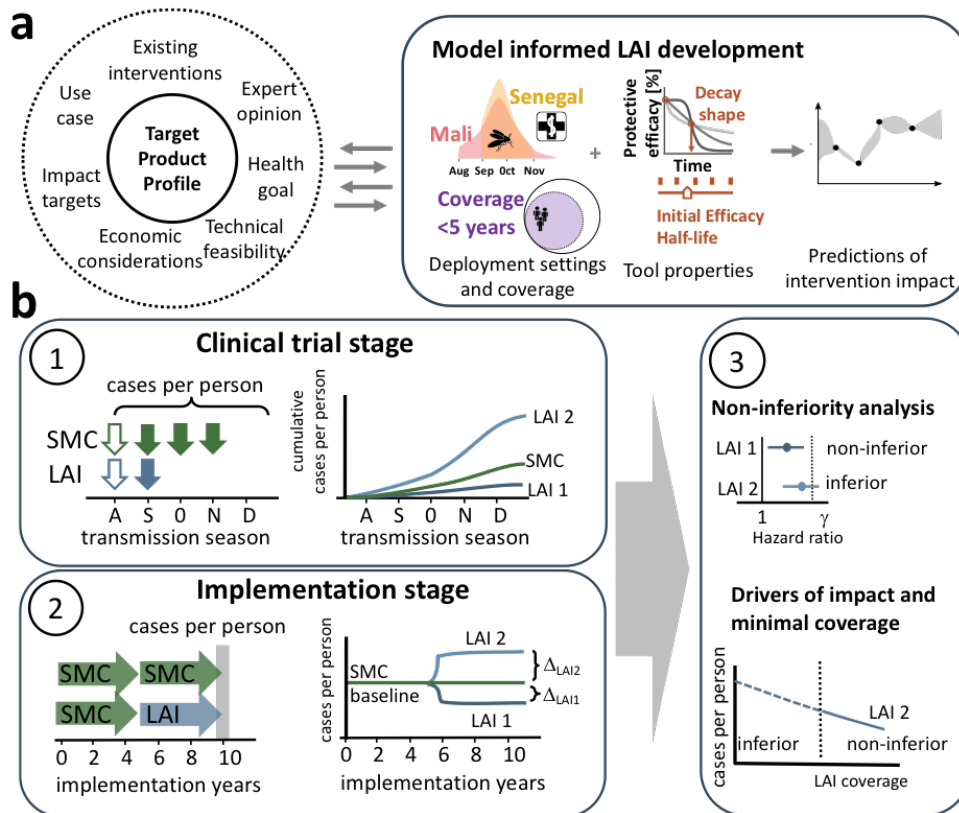 a
Existing
interventions
Use
case
Expert
opinion
Target
Product
Profile
Impact
targets
Health
goal
Economic
considerations
Technical
feasibility
Model informed LAI development
Senegal
Mali
Aug Sep Oct Nov
Coverage
<5 years
Deployment settings
and coverage
+
Protective
efficacy [%]
Decay
shape
Time
Initial Efficacy
Half-life
Tool properties
Predictions of
intervention impact
b
1
Clinical trial stage
cases per person
SMC
LAI
A S 0 N D
transmission season
cumulative
cases per person
LAI 2
SMC
LAI 1
A S 0 N D
transmission season
2
Implementation stage
cases per person
SMC SMC
SMC LAI
0 2 4 6 8 10
implementation years
cases per person
LAI 2
SMC
baseline
LAI 1
Δ LAI2
Δ LAI1
0 2 4 6 8 10
implementation years
3
Non-inferiority analysis
LAI 1 non-inferior
LAI 2 inferior
1 γ
Hazard ratio
Drivers of impact and
minimal coverage
cases per person
LAI 2
inferior non-inferior
LAI coverage